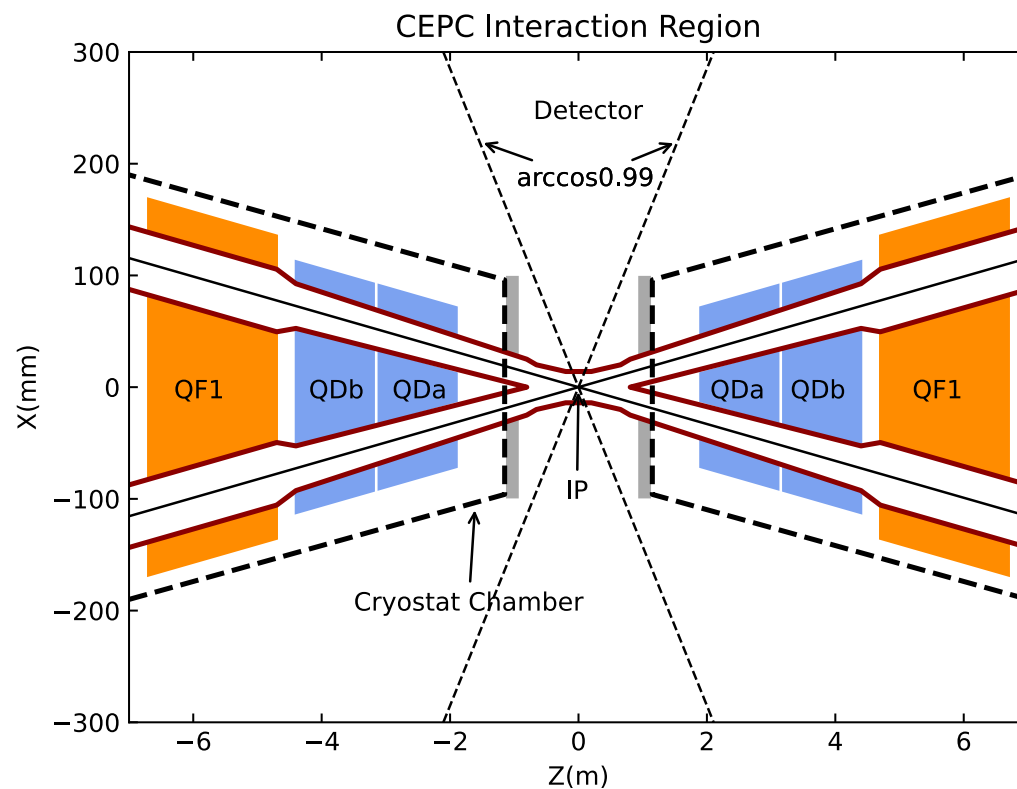 CEPC Interaction Region
300
200
100
0
−100
−200
−300
X(mm)
Detector
arccos0.99
QF1
QDb
QDa
QDa
QDb
QF1
IP
Cryostat Chamber
−6
−4
−2
0
2
4
6
Z(m)